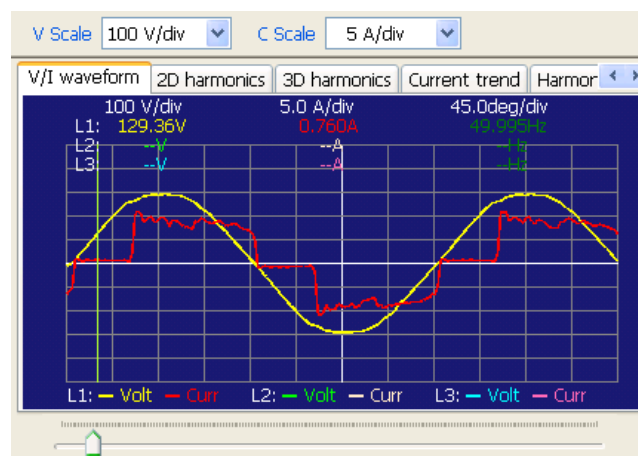 V Scale 100 V/div C Scale 5 A/div
V/I waveform 2D harmonics 3D harmonics Current trend Harmor
100 V/div 5.0 A/div 45.0deg/div
L1: 129.36V 0.760A 49.995Hz
L2 --V --A --Hz
L3 --V --A --Hz
L1: Volt Curr L2: Volt Curr L3: Volt Curr